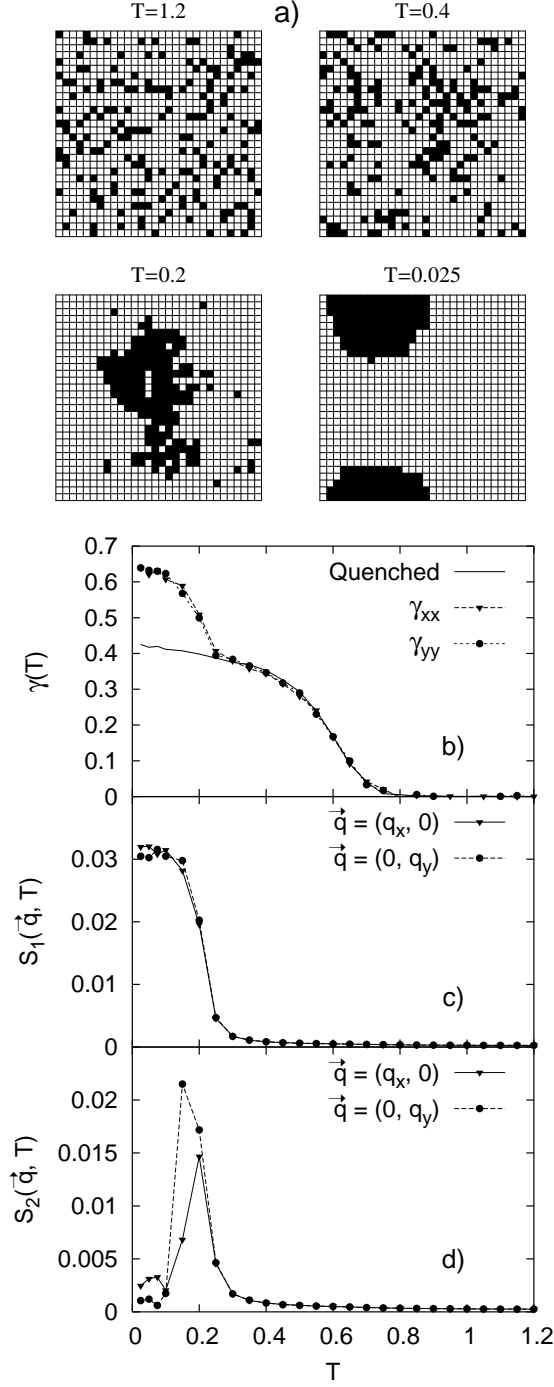 T=1.2 a) T=0.4
T=0.2 T=0.025
0.7
0.6
0.5
0.4
0.3
0.2
0.1
0
γ(T)
Quenched
γxx
γyy
b)
0.03
0.02
0.01
0
S1(q, T)
q = (qx, 0)
q = (0, qy)
c)
0.02
0.015
0.01
0.005
0
S2(q, T)
q = (qx, 0)
q = (0, qy)
d)
0 0.2 0.4 0.6 0.8 1 1.2
T